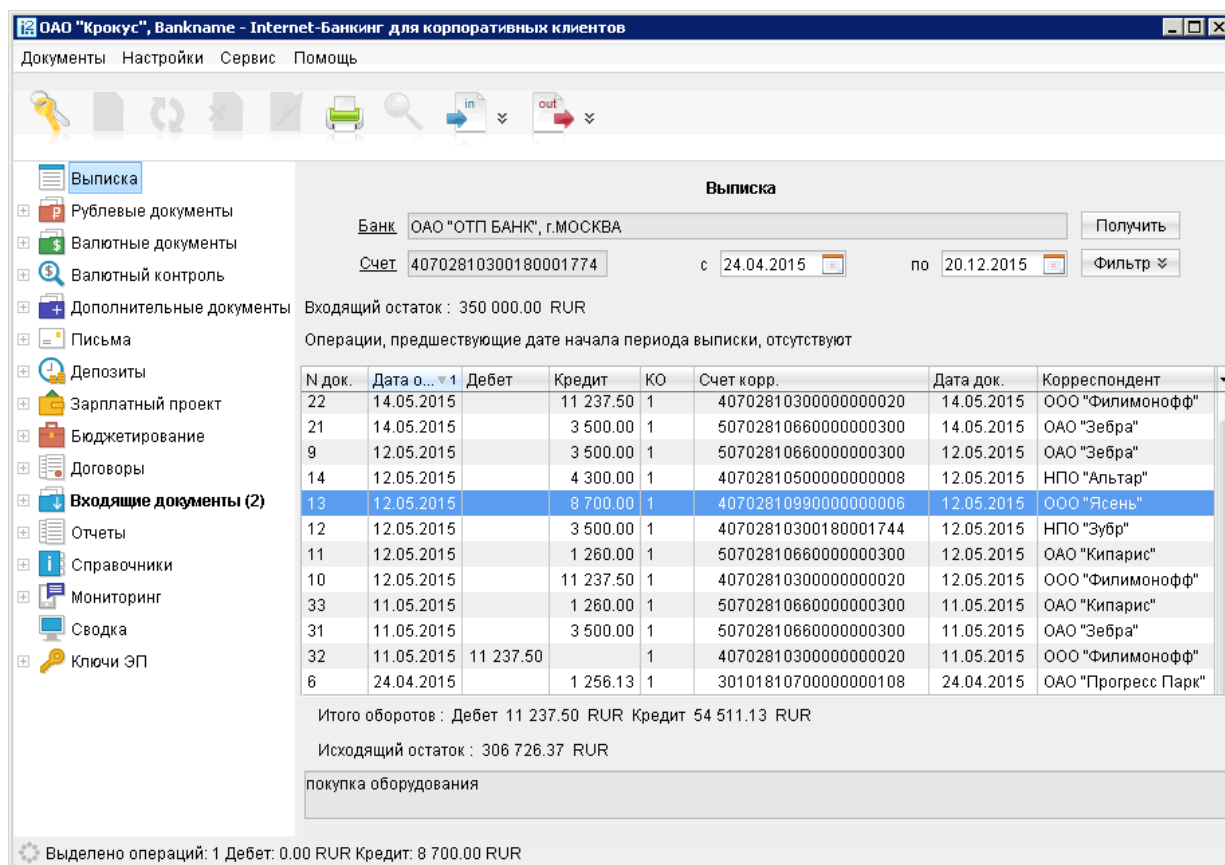 ОАО "Крокус", Bankname - Internet-Банкинг для корпоративных клиентов
Документы Настройки Сервис Помощь
in out
Выписка
Рублевые документы
Валютные документы
Валютный контроль
Дополнительные документы
Письма
Депозиты
Зарплатный проект
Бюджетирование
Договоры
Входящие документы (2)
Отчеты
Справочники
Мониторинг
Сводка
Ключи ЭП
Выписка
Банк ОАО "ОТП БАНК", г.МОСКВА Получить
Счет 40702810300180001774 с 24.04.2015 по 20.12.2015 Фильтр
Входящий остаток : 350 000.00 RUR
Операции, предшествующие дате начала периода выписки, отсутствуют
N док. Дата о... 1 Дебет Кредит КО Счет корр. Дата док. Корреспондент
22 14.05.2015 11 237.50 1 40702810300000000020 14.05.2015 ООО "Филимонофф"
21 14.05.2015 3 500.00 1 50702810660000000300 14.05.2015 ОАО "Зебра"
9 12.05.2015 3 500.00 1 50702810660000000300 12.05.2015 ОАО "Зебра"
14 12.05.2015 4 300.00 1 40702810500000000008 12.05.2015 НПО "Альтар"
13 12.05.2015 8 700.00 1 40702810990000000006 12.05.2015 ООО "Ясень"
12 12.05.2015 3 500.00 1 40702810300180001744 12.05.2015 НПО "Зубр"
11 12.05.2015 1 260.00 1 50702810660000000300 12.05.2015 ОАО "Кипарис"
10 12.05.2015 11 237.50 1 40702810300000000020 12.05.2015 ООО "Филимонофф"
33 11.05.2015 1 260.00 1 50702810660000000300 11.05.2015 ОАО "Кипарис"
31 11.05.2015 3 500.00 1 50702810660000000300 11.05.2015 ОАО "Зебра"
32 11.05.2015 11 237.50 1 40702810300000000020 11.05.2015 ООО "Филимонофф"
6 24.04.2015 1 256.13 1 30101810700000000108 24.04.2015 ОАО "Прогресс Парк"
Итого оборотов : Дебет 11 237.50 RUR Кредит 54 511.13 RUR
Исходящий остаток : 306 726.37 RUR
покупка оборудования
Выделено операций: 1 Дебет: 0.00 RUR Кредит: 8 700.00 RUR